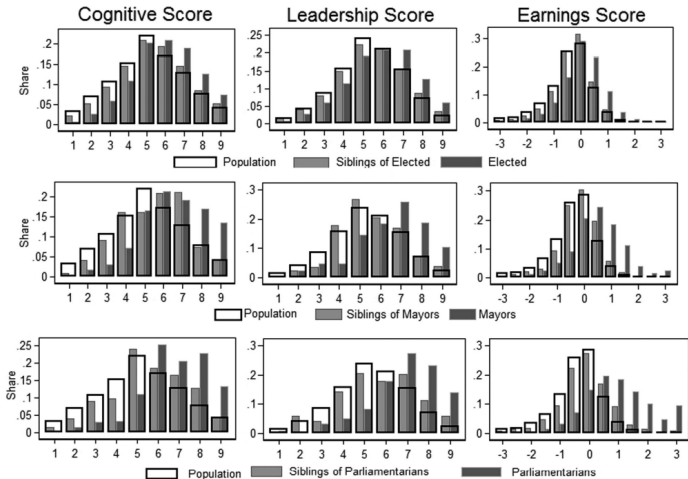 Cognitive Score Leadership Score Earnings Score
Share
.2
.15
.1
.05
0
1 2 3 4 5 6 7 8 9
.25
.2
.15
.1
.05
0
1 2 3 4 5 6 7 8 9
.3
.2
.1
0
-3 -2 -1 0 1 2 3
Population Siblings of Elected Elected
Share
.2
.15
.1
.05
0
1 2 3 4 5 6 7 8 9
.3
.2
.1
0
1 2 3 4 5 6 7 8 9
.3
.2
.1
0
-3 -2 -1 0 1 2 3
Population Siblings of Mayors Mayors
Share
.25
.2
.15
.1
.05
0
1 2 3 4 5 6 7 8 9
.3
.2
.1
0
1 2 3 4 5 6 7 8 9
.3
.2
.1
0
-3 -2 -1 0 1 2 3
Population Siblings of Parliamentarians Parliamentarians